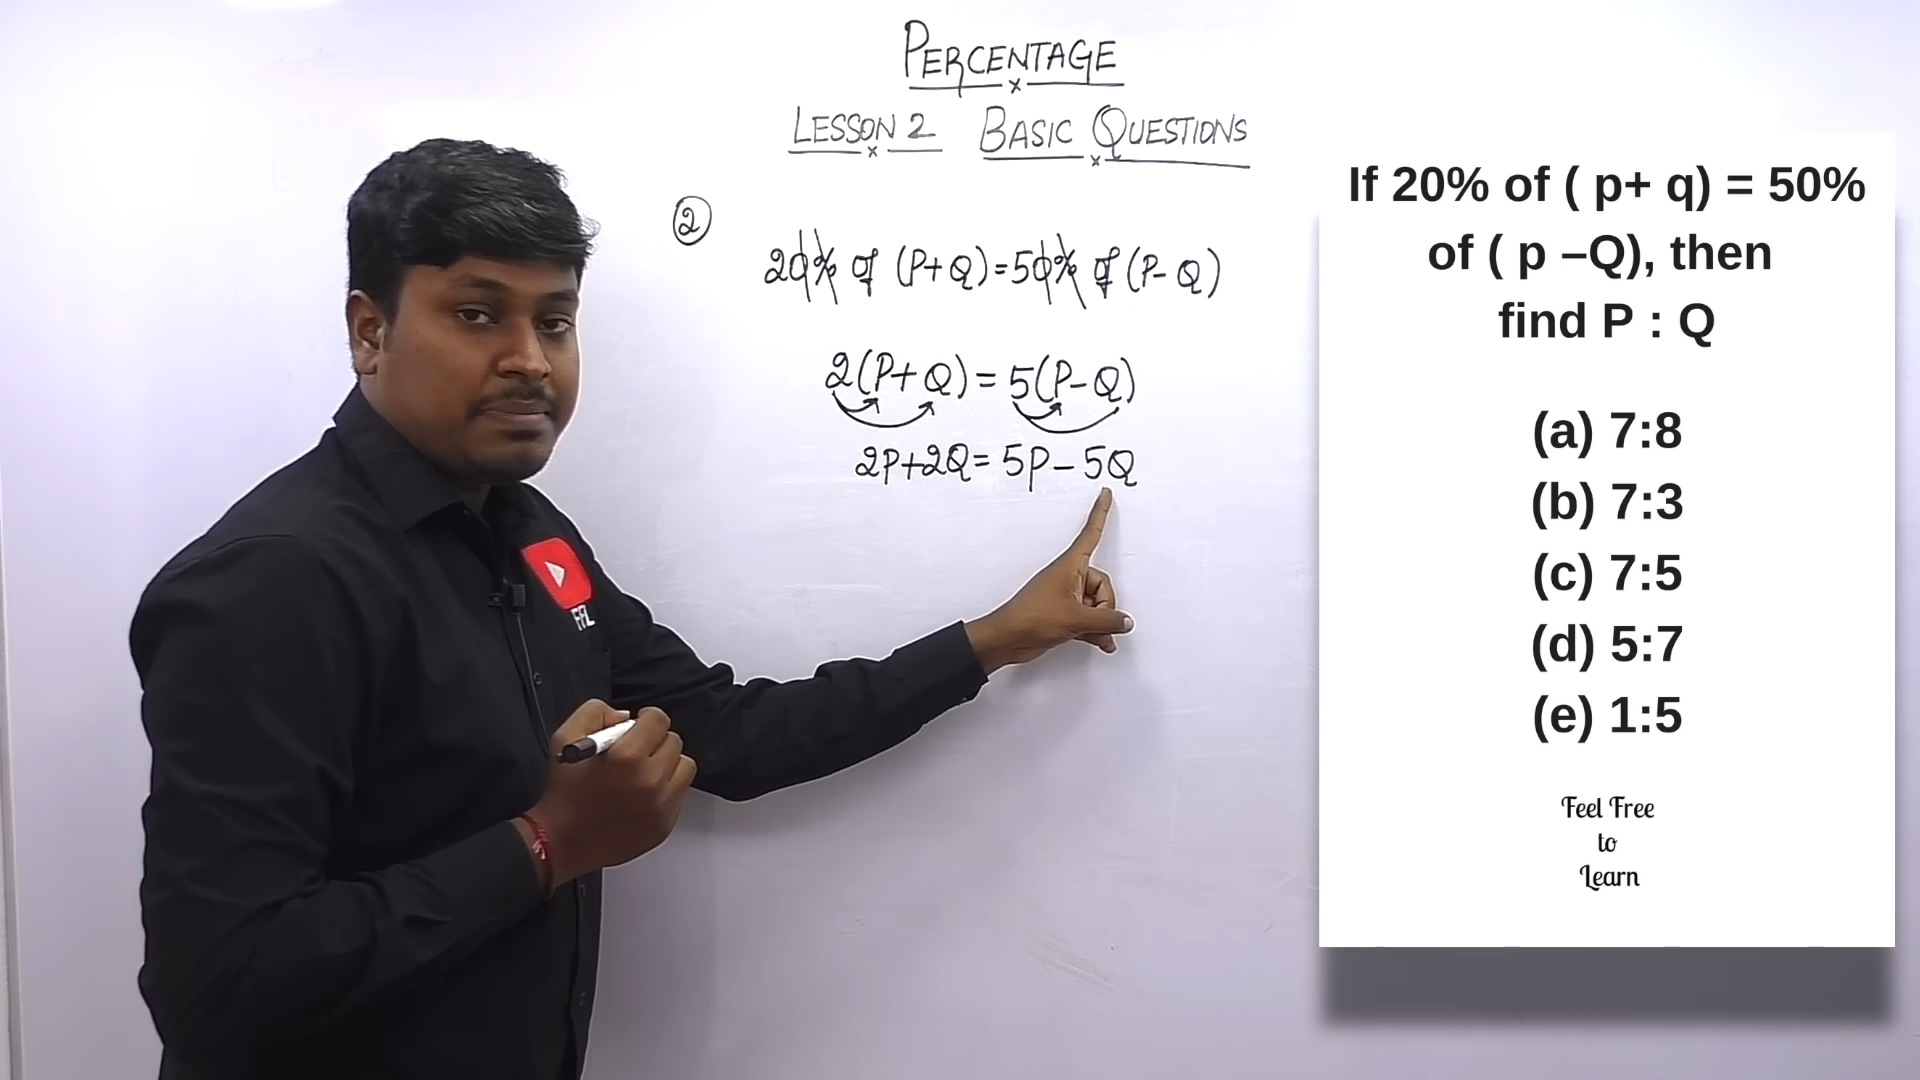 PERCENTAGE
LESSON 2 BASIC QUESTIONS
2
20% of (P+Q)=50% of (P-Q)
2(P+Q)= 5(P-Q)
2P+2Q= 5P-5Q
FFL
If 20% of ( p+ q) = 50%
of ( p –Q), then
find P : Q
(a) 7:8
(b) 7:3
(c) 7:5
(d) 5:7
(e) 1:5
Feel Free
to
Learn